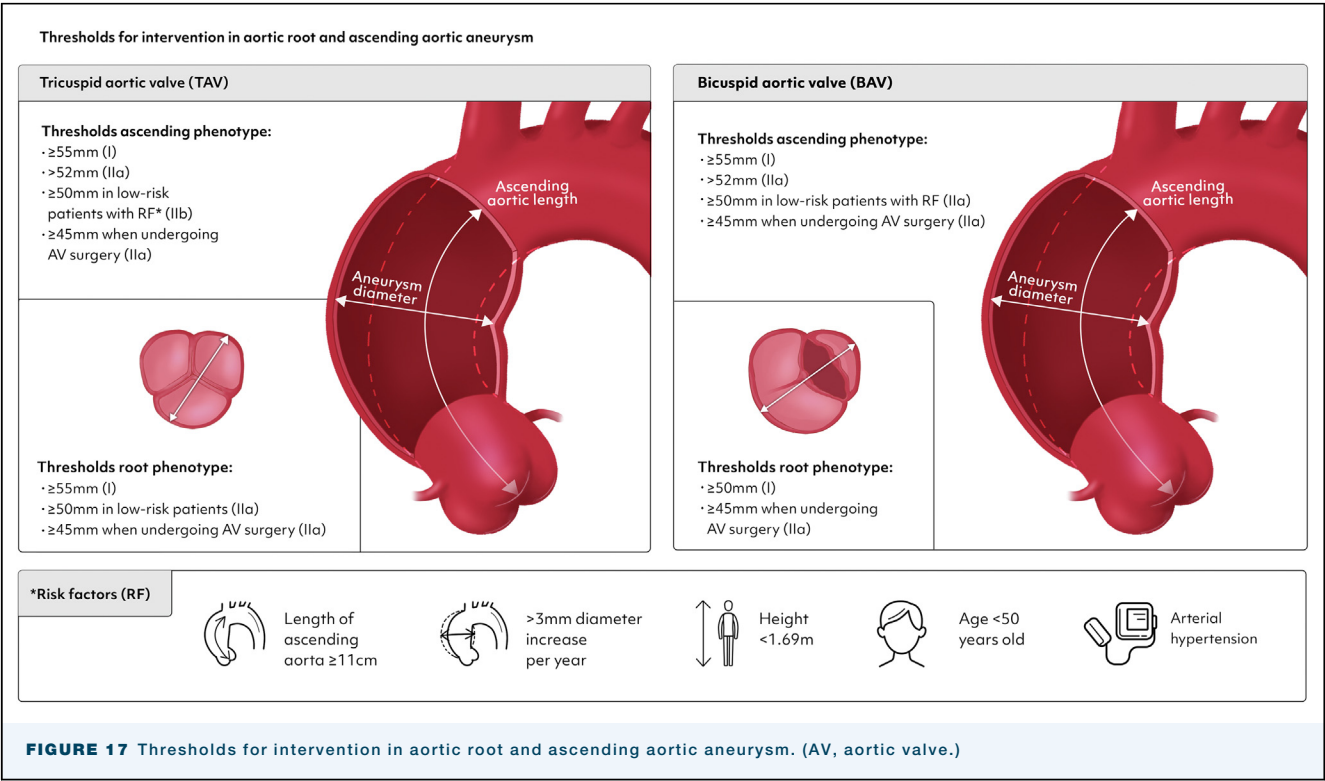 Thresholds for intervention in aortic root and ascending aortic aneurysm
Tricuspid aortic valve (TAV)
Thresholds ascending phenotype:
·≥55mm (I)
·>52mm (IIa)
·≥50mm in low-risk
patients with RF* (IIb)
·≥45mm when undergoing
AV surgery (IIa)
Ascending
aortic length
Aneurysm
diameter
Thresholds root phenotype:
·≥55mm (I)
·≥50mm in low-risk patients (IIa)
·≥45mm when undergoing AV surgery (IIa)
Bicuspid aortic valve (BAV)
Thresholds ascending phenotype:
·≥55mm (I)
·>52mm (IIa)
·≥50mm in low-risk patients with RF (IIa)
·≥45mm when undergoing AV surgery (IIa)
Ascending
aortic length
Aneurysm
diameter
Thresholds root phenotype:
·≥50mm (I)
·≥45mm when undergoing
AV surgery (IIa)
*Risk factors (RF)
Length of
ascending
aorta ≥11cm
>3mm diameter
increase
per year
Height
<1.69m
Age <50
years old
Arterial
hypertension
FIGURE 17 Thresholds for intervention in aortic root and ascending aortic aneurysm. (AV, aortic valve.)